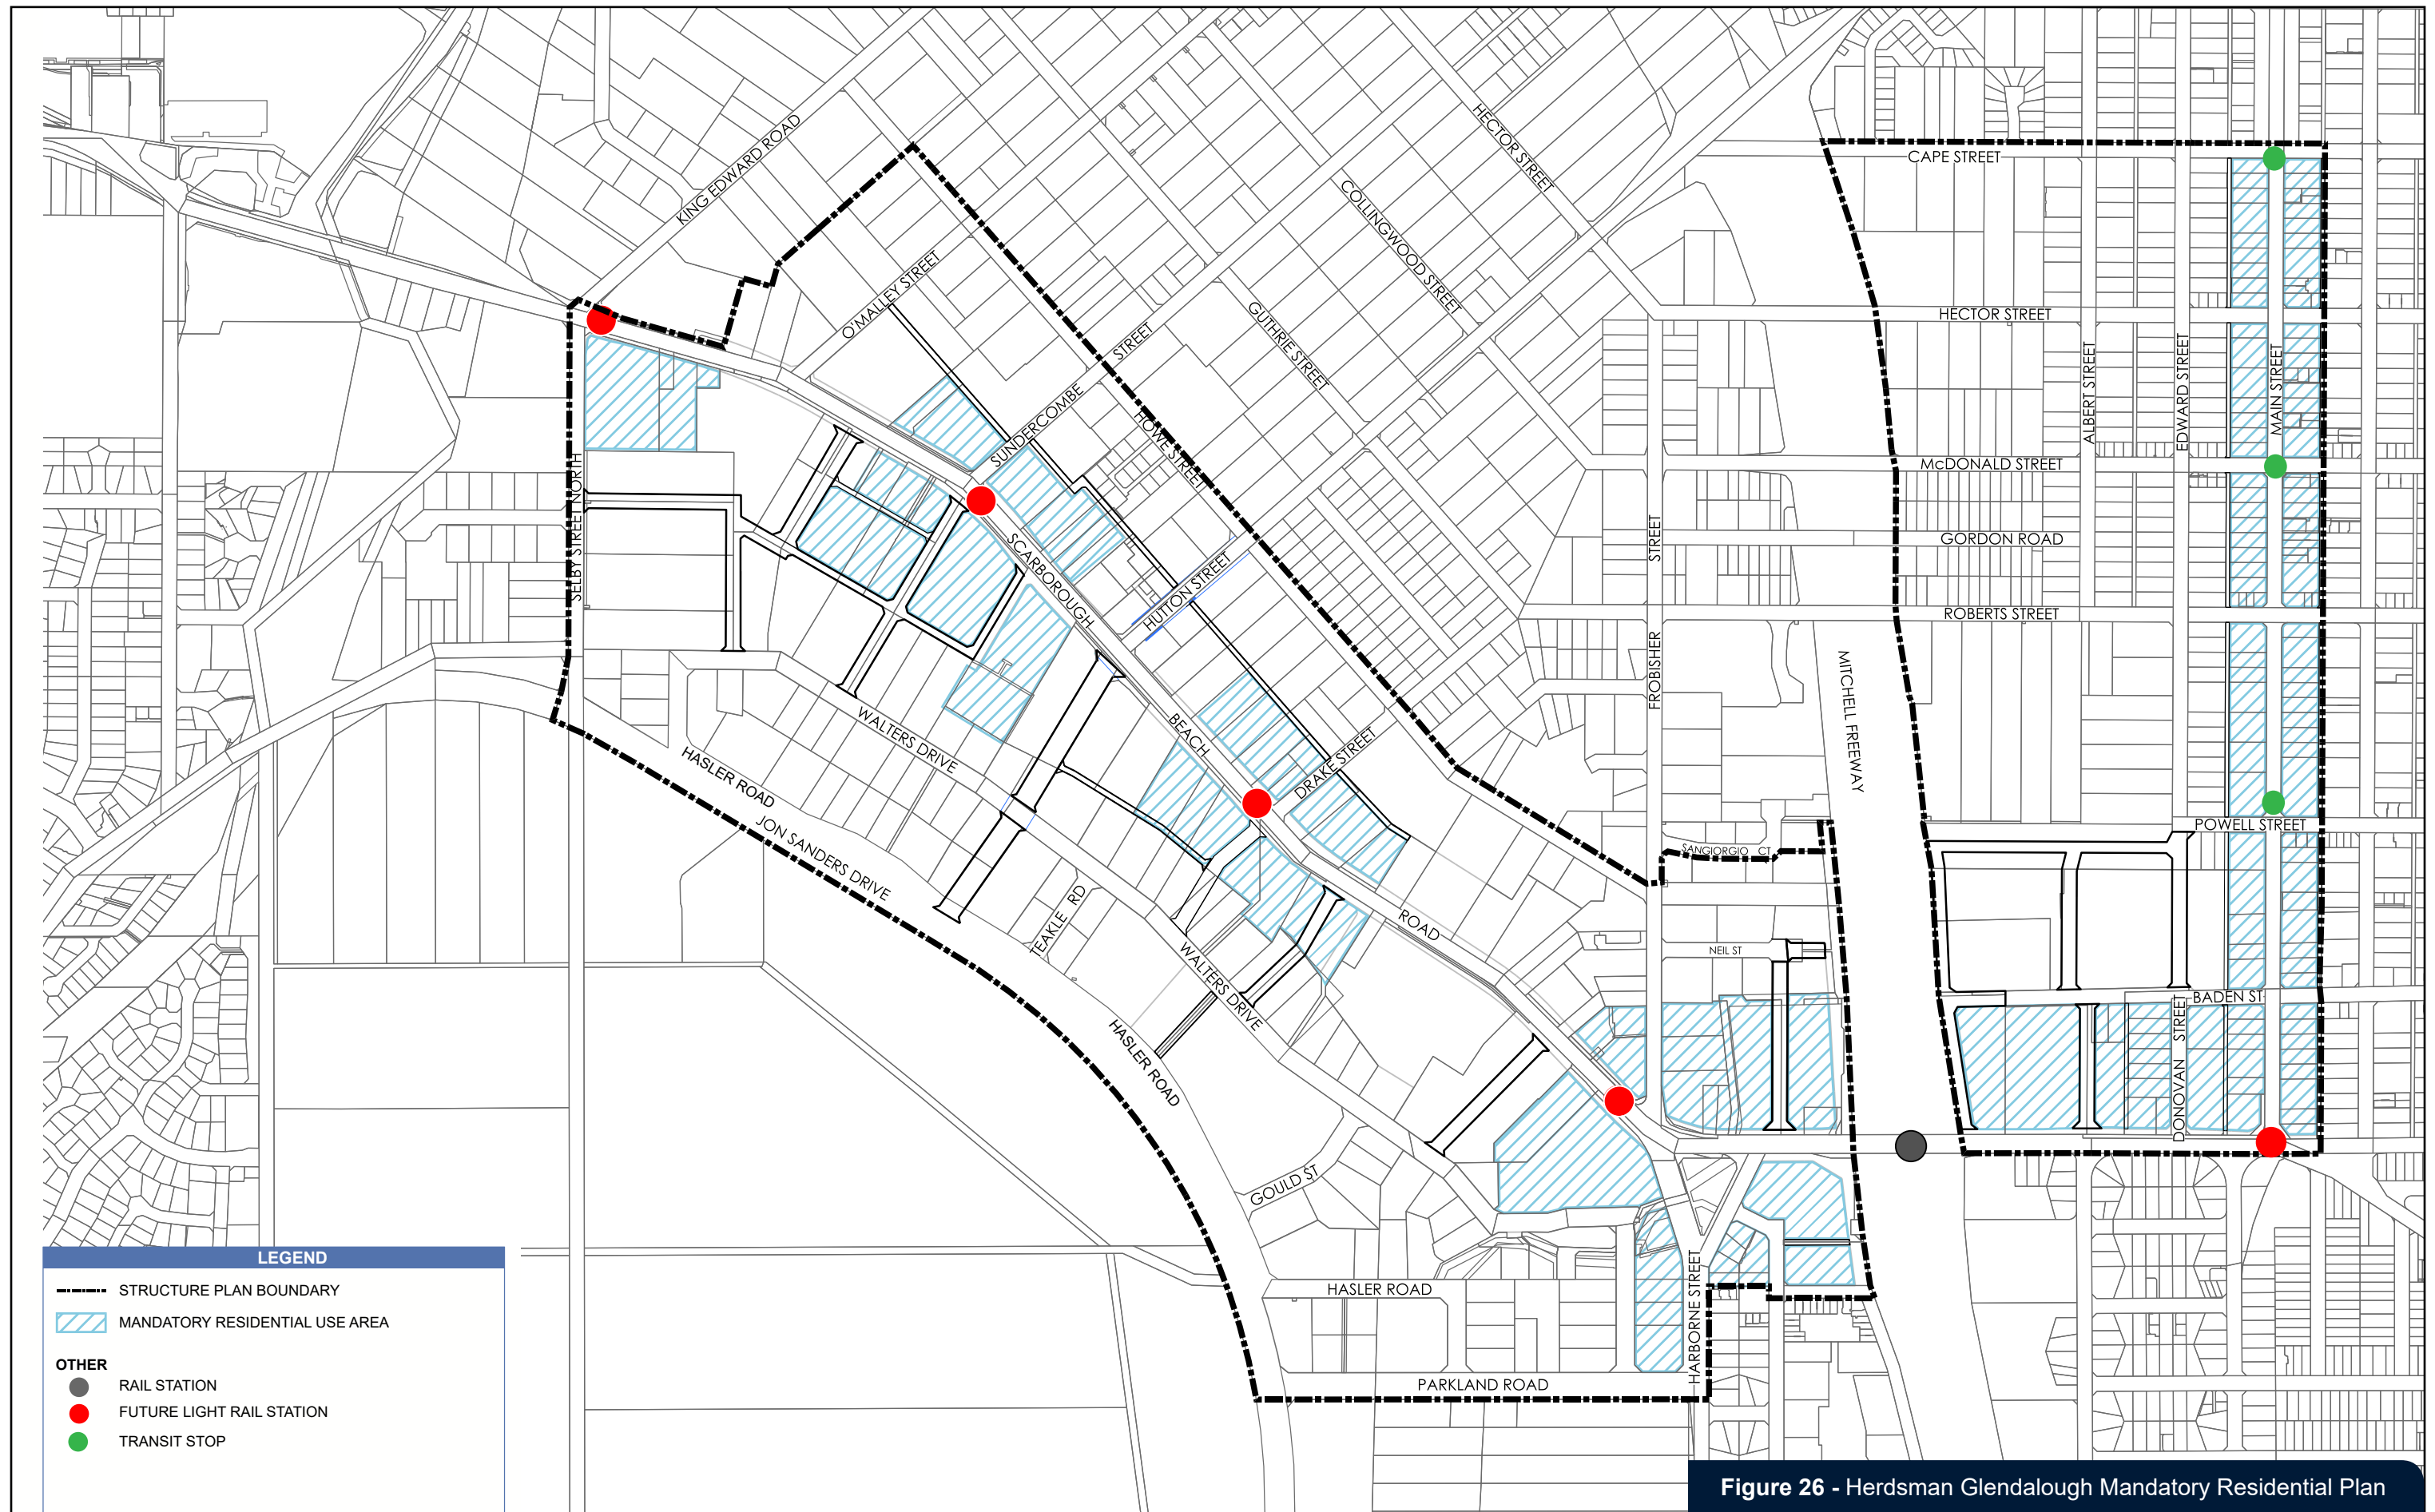 KING EDWARD ROAD
HECTOR STREET
CAPE STREET
COLLINGWOOD STREET
O'MALLEY STREET
GUTHRIE STREET
HECTOR STREET
SUNDERCOMBE STREET
ALBERT STREET
EDWARD STREET
MAIN STREET
HOWE STREET
McDONALD STREET
SELBY STREET NORTH
GORDON ROAD
SCARBOROUGH BEACH ROAD
HUTTON STREET
FROBISHER STREET
ROBERTS STREET
MITCHELL FREEWAY
WALTERS DRIVE
HASLER ROAD
DRAKE STREET
JON SANDERS DRIVE
POWELL STREET
SANGIORGIO CT
TEAKLE RD
NEIL ST
WALTERS DRIVE
BADEN ST
DONOVAN STREET
HASLER ROAD
GOULD ST
HASLER ROAD
HARBORNE STREET
PARKLAND ROAD
LEGEND
STRUCTURE PLAN BOUNDARY
MANDATORY RESIDENTIAL USE AREA
OTHER
RAIL STATION
FUTURE LIGHT RAIL STATION
TRANSIT STOP
Figure 26 - Herdsman Glendalough Mandatory Residential Plan